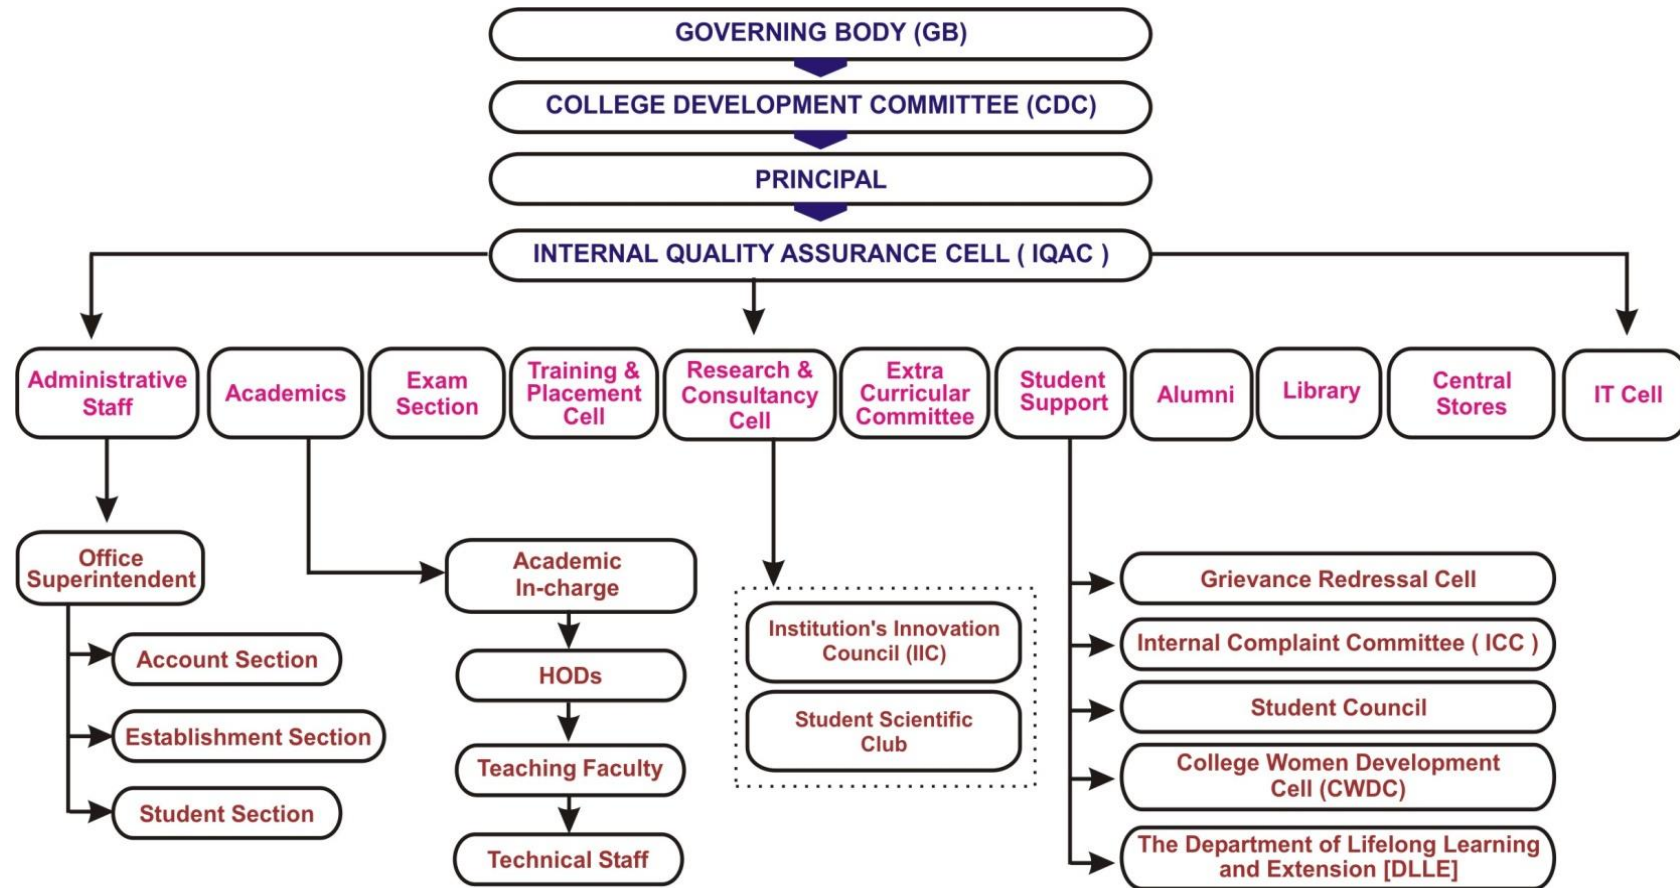 GOVERNING BODY (GB)
COLLEGE DEVELOPMENT COMMITTEE (CDC)
PRINCIPAL
INTERNAL QUALITY ASSURANCE CELL ( IQAC )
Administrative
Staff
Academics
Exam
Section
Training &
Placement
Cell
Research &
Consultancy
Cell
Extra
Curricular
Committee
Student
Support
Alumni
Library
Central
Stores
IT Cell
Office
Superintendent
Account Section
Establishment Section
Student Section
Academic
In-charge
HODs
Teaching Faculty
Technical Staff
Institution's Innovation
Council (IIC)
Student Scientific
Club
Grievance Redressal Cell
Internal Complaint Committee ( ICC )
Student Council
College Women Development
Cell (CWDC)
The Department of Lifelong Learning
and Extension [DLLE]